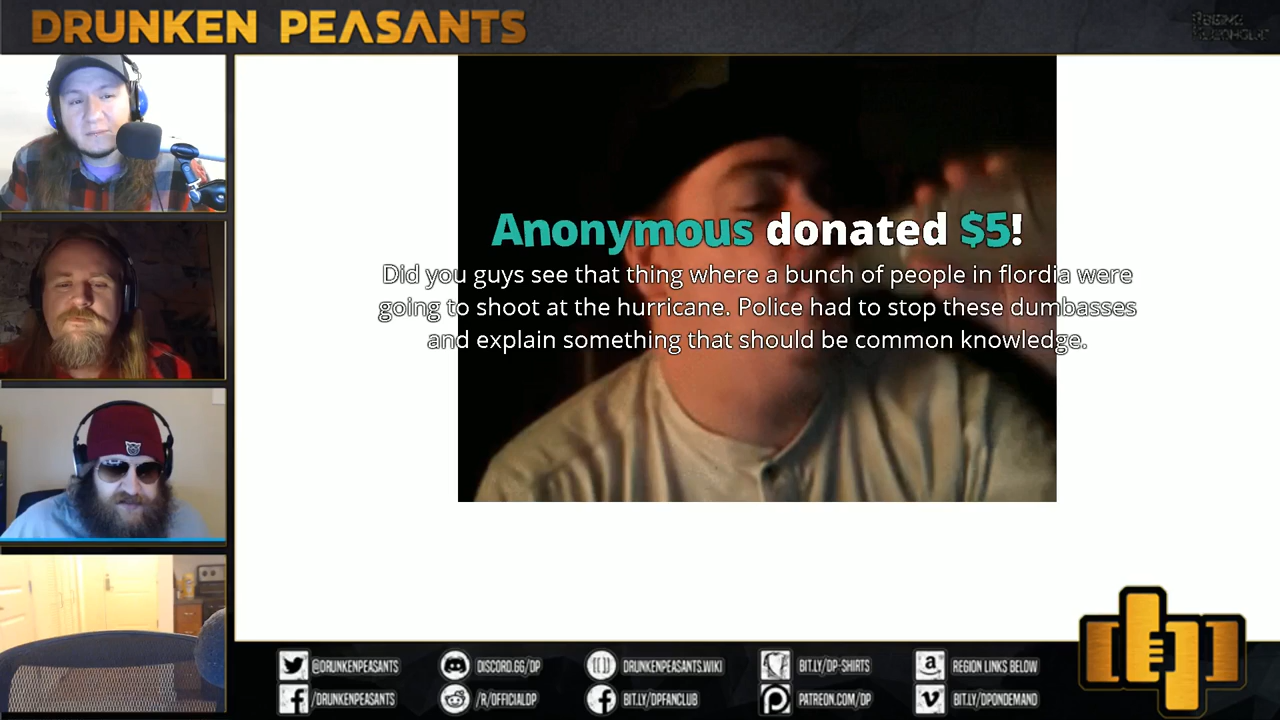 DRUNKEN PEASANTS
Anonymous donated $5!
Did you guys see that thing where a bunch of people in flordia were
going to shoot at the hurricane. Police had to stop these dumbasses
and explain something that should be common knowledge.
@DRUNKENPEASANTS
DISCORD.GG/DP
DRUNKENPEASANTS.WIKI
BIT.LY/DP-SHIRTS
REGION LINKS BELOW
/DRUNKENPEASANTS
/R/OFFICIALDP
BIT.LY/DPFANCLUB
PATREON.COM/DP
BIT.LY/DPONDEMAND